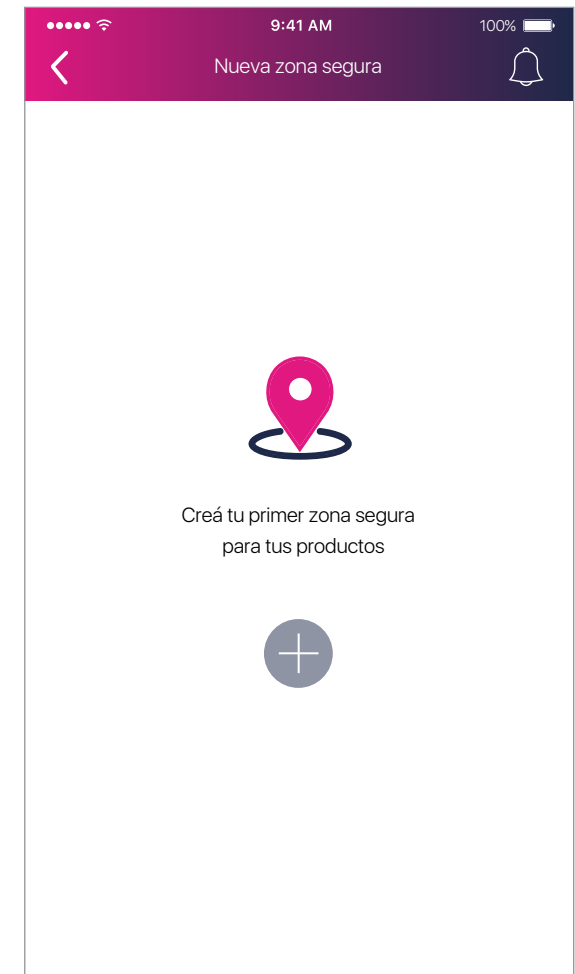 9:41 AM
100%
Nueva zona segura
Creá tu primer zona segura
para tus productos